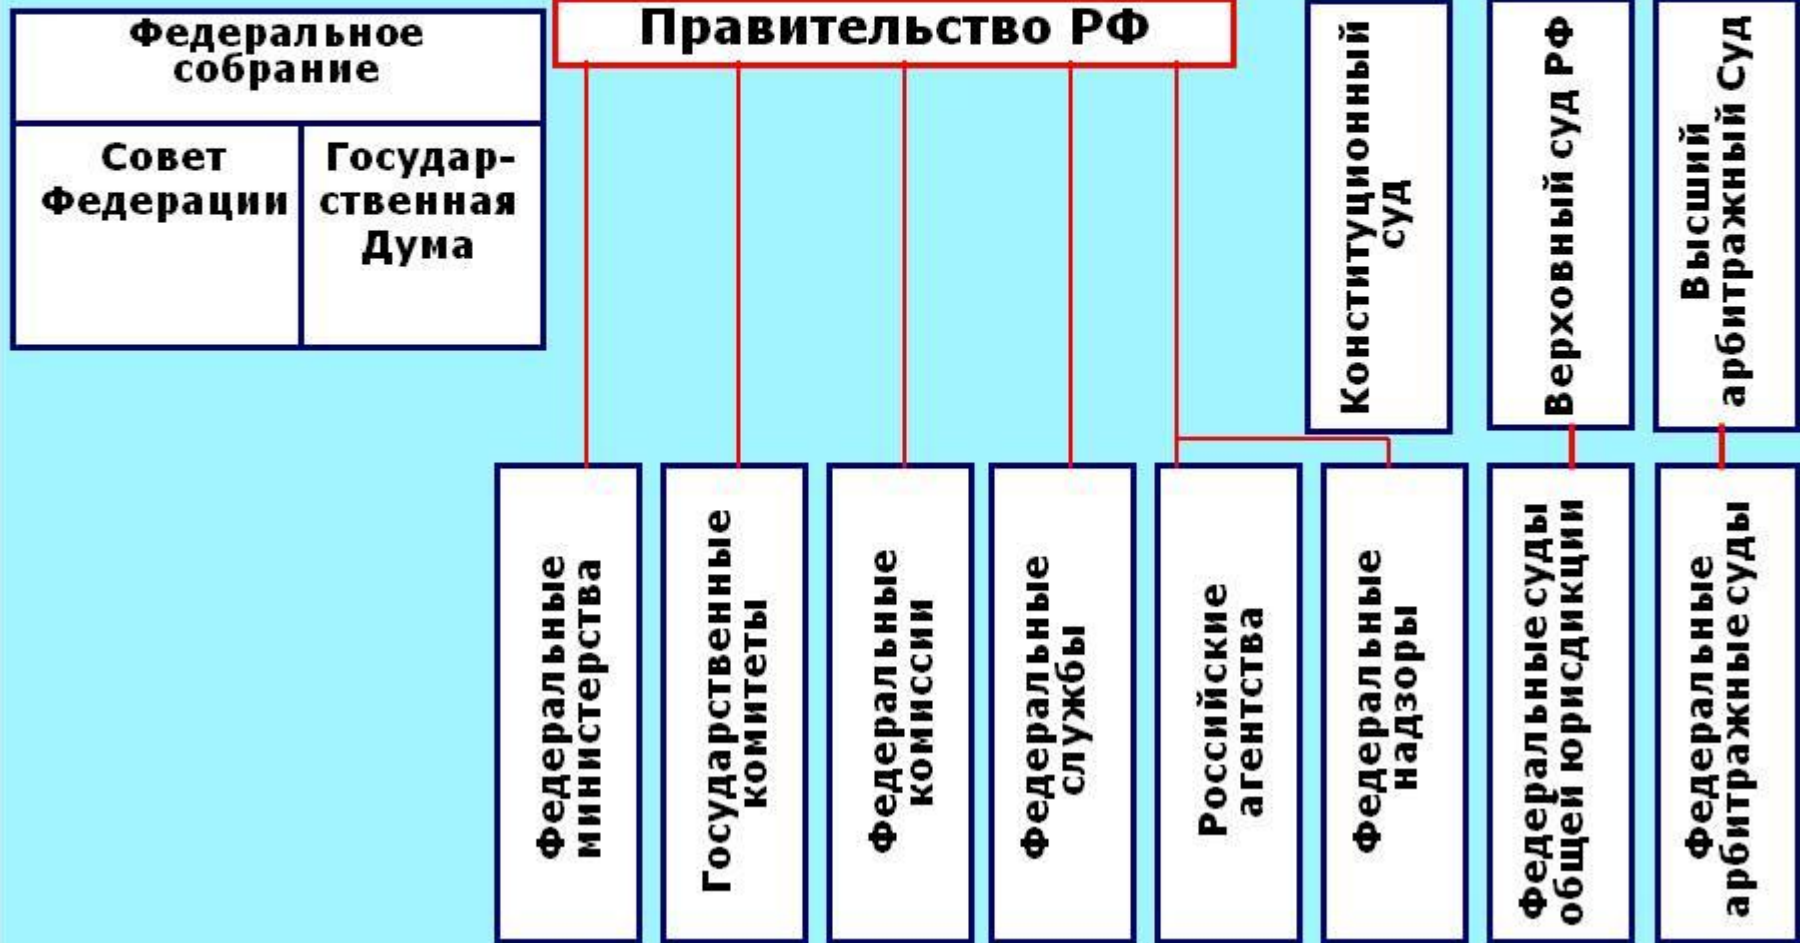 Федеральное
собрание
Совет
Федерации
Государ-
ственная
Дума
Правительство РФ
Конституционный
суд
Верховный суд РФ
Высший
арбитражный Суд
Федеральные
министерства
Государственные
комитеты
Федеральные
комиссии
Федеральные
службы
Российские
агентства
Федеральные
надзоры
Федеральные суды
общей юрисдикции
Федеральные
арбитражные суды